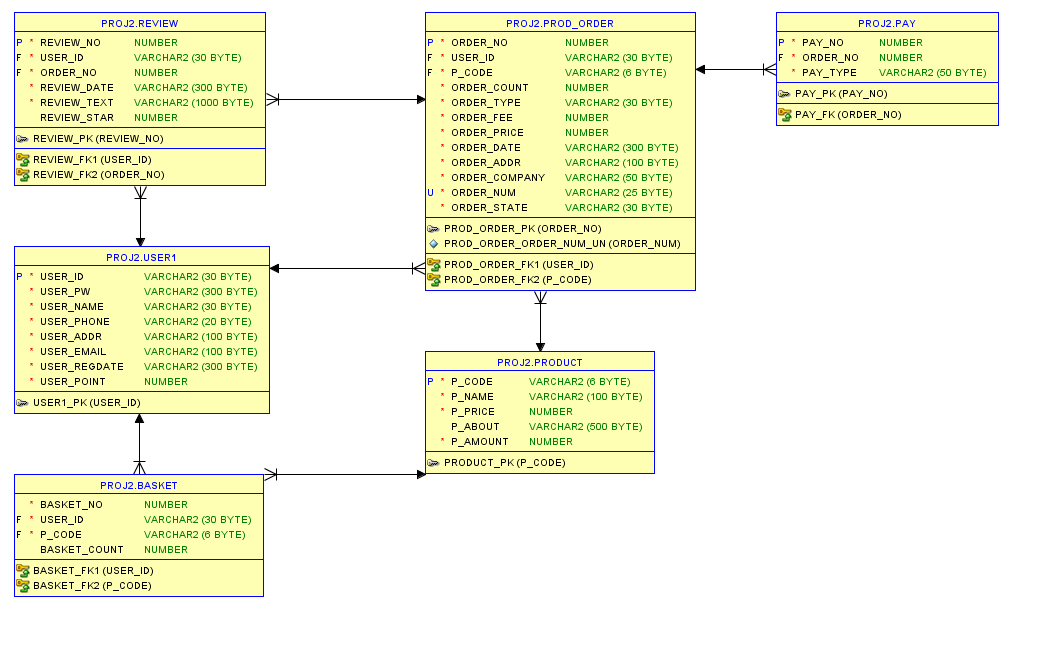 PROJ2.REVIEW
P * REVIEW_NO NUMBER
F * USER_ID VARCHAR2 (30 BYTE)
F * ORDER_NO NUMBER
* REVIEW_DATE VARCHAR2 (300 BYTE)
* REVIEW_TEXT VARCHAR2 (1000 BYTE)
REVIEW_STAR NUMBER
REVIEW_PK (REVIEW_NO)
REVIEW_FK1 (USER_ID)
REVIEW_FK2 (ORDER_NO)
PROJ2.PROD_ORDER
P * ORDER_NO NUMBER
F * USER_ID VARCHAR2 (30 BYTE)
F * P_CODE VARCHAR2 (6 BYTE)
* ORDER_COUNT NUMBER
* ORDER_TYPE VARCHAR2 (30 BYTE)
* ORDER_FEE NUMBER
* ORDER_PRICE NUMBER
* ORDER_DATE VARCHAR2 (300 BYTE)
* ORDER_ADDR VARCHAR2 (100 BYTE)
* ORDER_COMPANY VARCHAR2 (50 BYTE)
U * ORDER_NUM VARCHAR2 (25 BYTE)
* ORDER_STATE VARCHAR2 (30 BYTE)
PROD_ORDER_PK (ORDER_NO)
PROD_ORDER_ORDER_NUM_UN (ORDER_NUM)
PROD_ORDER_FK1 (USER_ID)
PROD_ORDER_FK2 (P_CODE)
PROJ2.PAY
P * PAY_NO NUMBER
F * ORDER_NO NUMBER
* PAY_TYPE VARCHAR2 (50 BYTE)
PAY_PK (PAY_NO)
PAY_FK (ORDER_NO)
PROJ2.USER1
P * USER_ID VARCHAR2 (30 BYTE)
* USER_PW VARCHAR2 (300 BYTE)
* USER_NAME VARCHAR2 (30 BYTE)
* USER_PHONE VARCHAR2 (20 BYTE)
* USER_ADDR VARCHAR2 (100 BYTE)
* USER_EMAIL VARCHAR2 (100 BYTE)
* USER_REGDATE VARCHAR2 (300 BYTE)
* USER_POINT NUMBER
USER1_PK (USER_ID)
PROJ2.PRODUCT
P * P_CODE VARCHAR2 (6 BYTE)
* P_NAME VARCHAR2 (100 BYTE)
* P_PRICE NUMBER
P_ABOUT VARCHAR2 (500 BYTE)
* P_AMOUNT NUMBER
PRODUCT_PK (P_CODE)
PROJ2.BASKET
* BASKET_NO NUMBER
F * USER_ID VARCHAR2 (30 BYTE)
F * P_CODE VARCHAR2 (6 BYTE)
BASKET_COUNT NUMBER
BASKET_FK1 (USER_ID)
BASKET_FK2 (P_CODE)